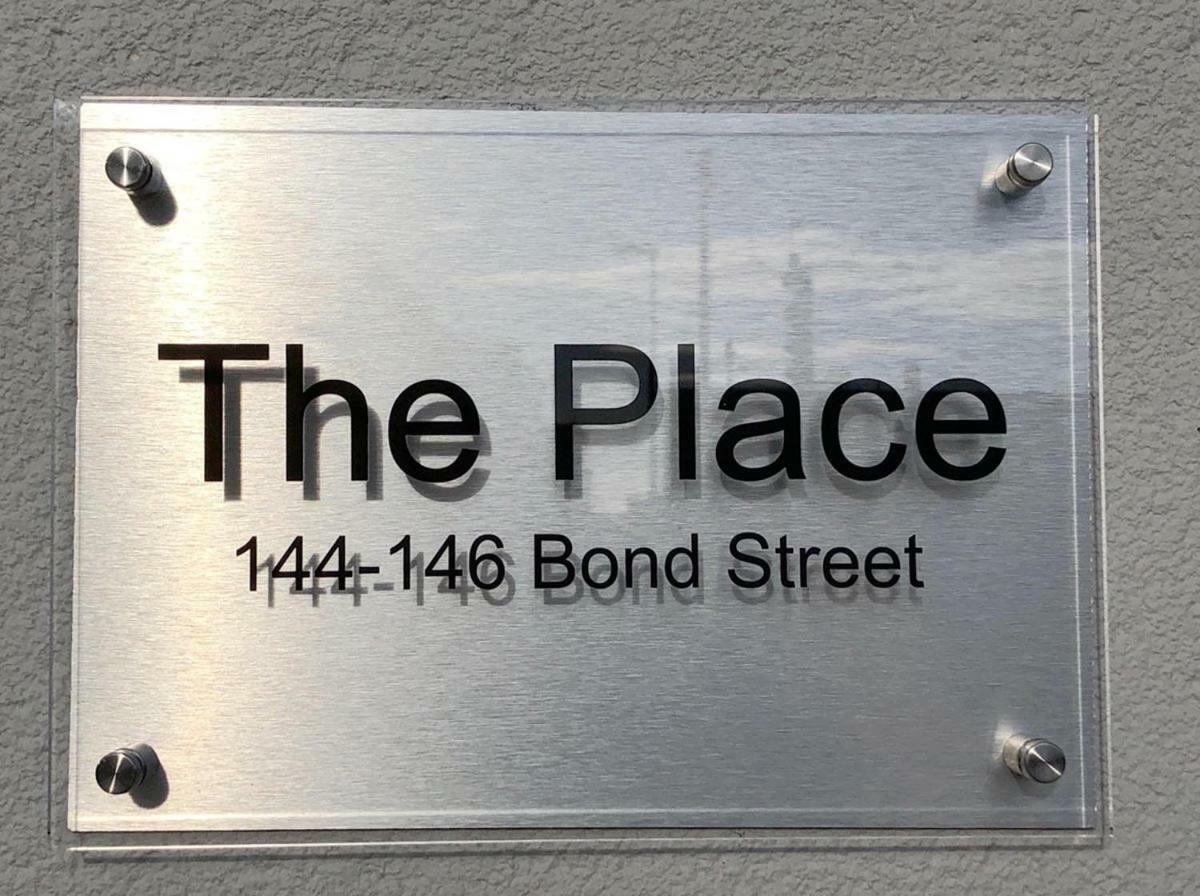 The Place
144-146 Bond Street